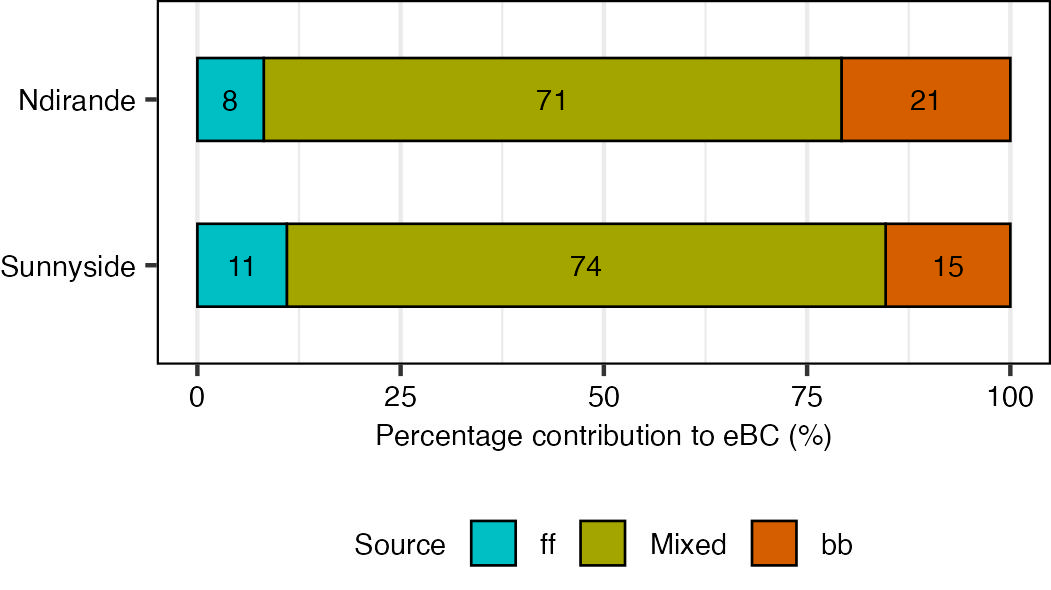 Ndirande 8 71 21
Sunnyside 11 74 15
0 25 50 75 100
Percentage contribution to eBC (%)
Source ff Mixed bb